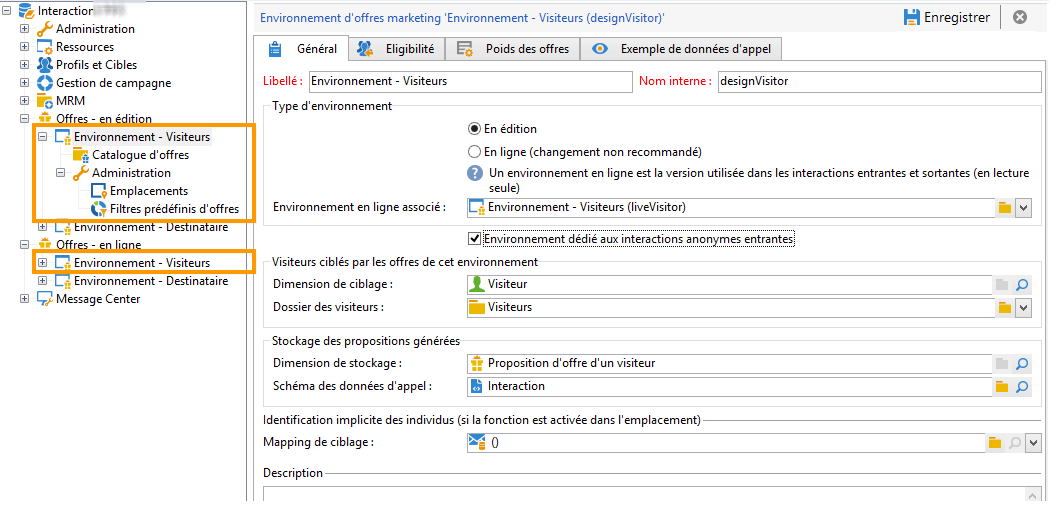 Interaction
Administration
Ressources
Profils et Cibles
Gestion de campagne
MRM
Offres - en édition
Environnement - Visiteurs
Catalogue d'offres
Administration
Emplacements
Filtres prédéfinis d'offres
Environnement - Destinataire
Offres - en ligne
Environnement - Visiteurs
Environnement - Destinataire
Message Center
Environnement d'offres marketing 'Environnement - Visiteurs (designVisitor)'
Enregistrer
Général
Eligibilité
Poids des offres
Exemple de données d'appel
Libellé : Environnement - Visiteurs
Nom interne : designVisitor
Type d'environnement
En édition
En ligne (changement non recommandé)
Un environnement en ligne est la version utilisée dans les interactions entrantes et sortantes (en lecture
seule)
Environnement en ligne associé : Environnement - Visiteurs (liveVisitor)
Environnement dédié aux interactions anonymes entrantes
Visiteurs ciblés par les offres de cet environnement
Dimension de ciblage : Visiteur
Dossier des visiteurs : Visiteurs
Stockage des propositions générées
Dimension de stockage : Proposition d'offre d'un visiteur
Schéma des données d'appel : Interaction
Identification implicite des individus (si la fonction est activée dans l'emplacement)
Mapping de ciblage : ()
Description